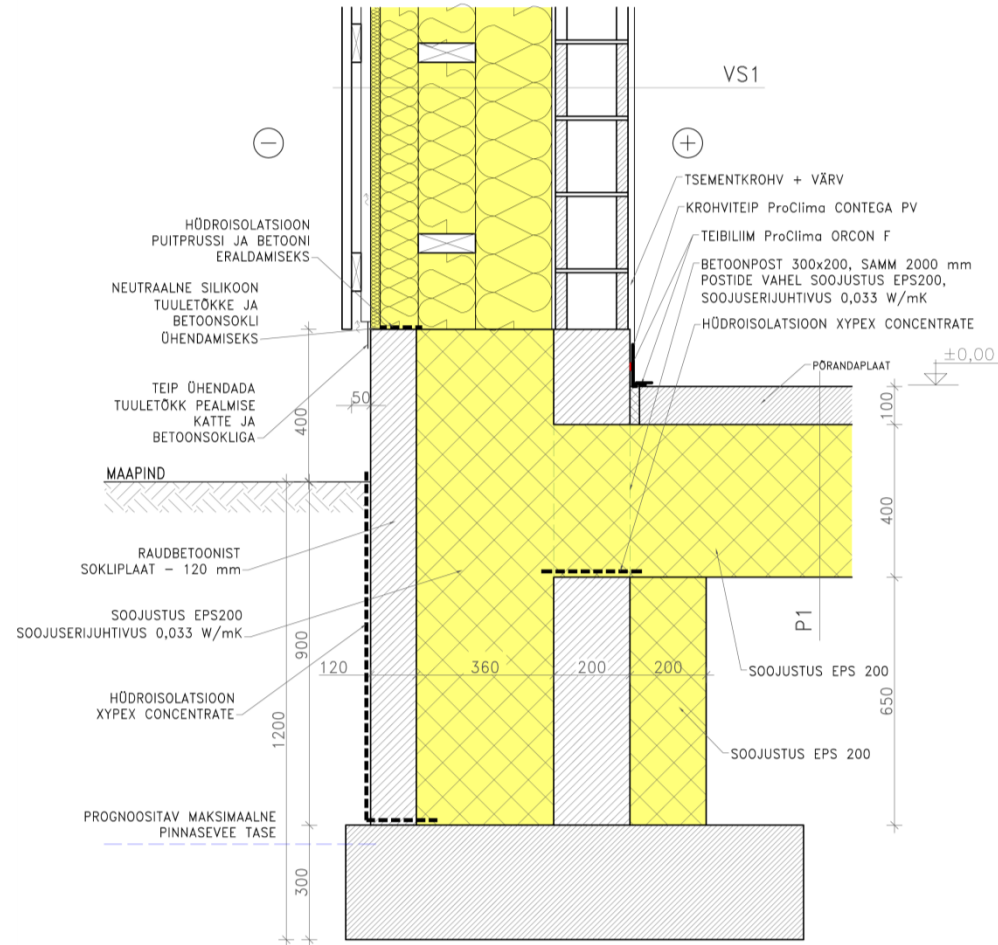 VS1
−
+
TSEMENTKROHV + VÄRV
KROHVITEIP ProClima CONTEGA PV
TEIBILIIM ProClima ORCON F
BETOONPOST 300x200, SAMM 2000 mm
POSTIDE VAHEL SOOJUSTUS EPS200,
SOOJUSERIJUHTIVUS 0,033 W/mK
HÜDROISOLATSIOON XYPEX CONCENTRATE
HÜDROISOLATSIOON
PUITPRUSSI JA BETOONI
ERALDAMISEKS
NEUTRAALNE SILIKOON
TUULETÕKKE JA
BETOONSOKLI
ÜHENDAMISEKS
TEIP ÜHENDADA
TUULETÕKK PEALMISE
KATTE JA
BETOONSOKLIGA
50
400
±0,00
PÕRANDAPLAAT
100
400
MAAPIND
RAUDBETOONIST
SOKLIPLAAT – 120 mm
SOOJUSTUS EPS200
SOOJUSERIJUHTIVUS 0,033 W/mK
HÜDROISOLATSIOON
XYPEX CONCENTRATE
900
1200
120
360
200
200
P1
SOOJUSTUS EPS 200
650
SOOJUSTUS EPS 200
PROGNOOSITAV MAKSIMAALNE
PINNASEVEE TASE
300